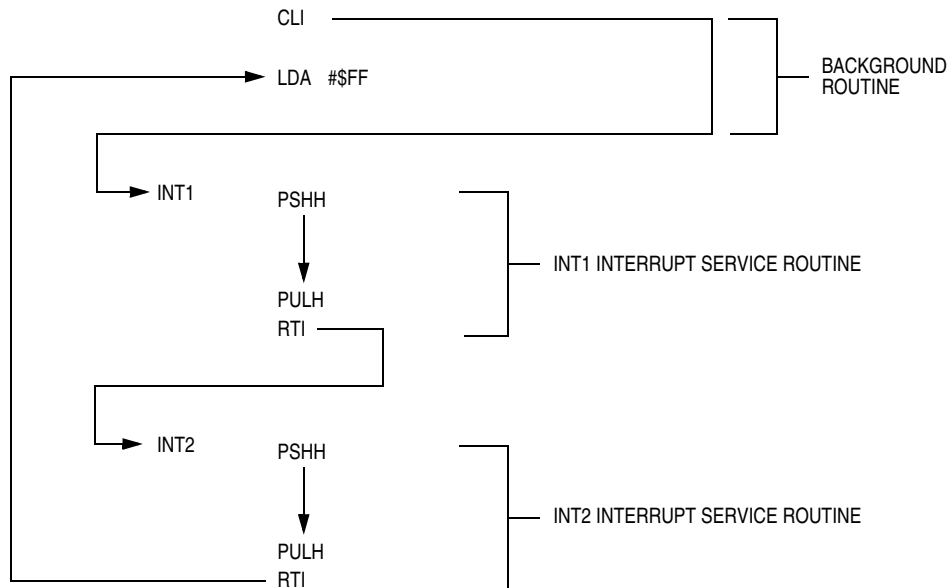 CLI
LDA #$FF
BACKGROUND
ROUTINE
INT1
PSHH
INT1 INTERRUPT SERVICE ROUTINE
PULH
RTI
INT2
PSHH
INT2 INTERRUPT SERVICE ROUTINE
PULH
RTI